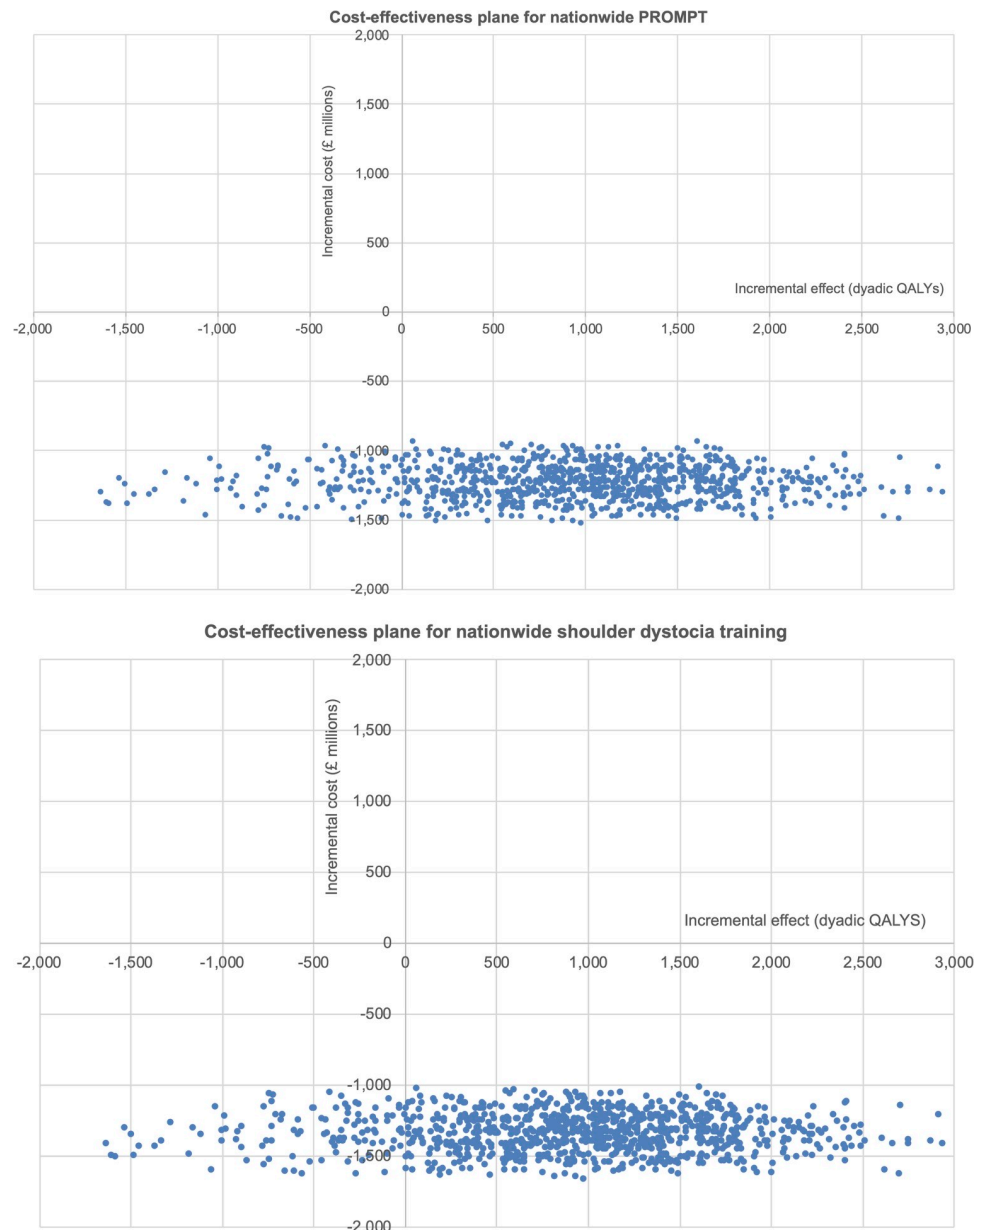 Cost-effectiveness plane for nationwide PROMPT
2,000
Incremental cost (£ millions)
1,500
1,000
500
Incremental effect (dyadic QALYs)
0
-2,000 -1,500 -1,000 -500 0 500 1,000 1,500 2,000 2,500 3,000
-500
-1,000
-1,500
-2,000
Cost-effectiveness plane for nationwide shoulder dystocia training
2,000
Incremental cost (£ millions)
1,500
1,000
500
Incremental effect (dyadic QALYS)
0
-2,000 -1,500 -1,000 -500 0 500 1,000 1,500 2,000 2,500 3,000
-500
-1,000
-1,500
-2,000